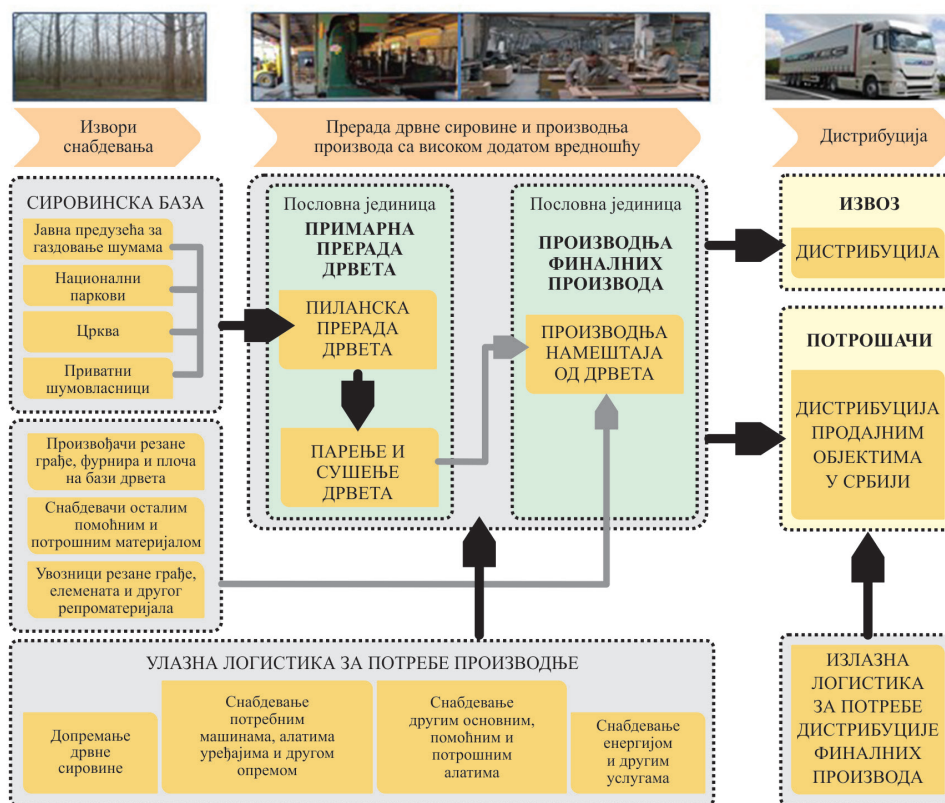 Извори
снабдевања
Прерада дрвне сировине и производња
производа са високом додатом вредношћу
Дистрибуција
СИРОВИНСКА БАЗА
Јавна предузећа за
газдовање шумама
Национални
паркови
Црква
Приватни
шумовласници
Произвођачи резане
грађе, фурнира и плоча
на бази дрвета
Снабдевачи осталим
помоћним и
потрошним материјалом
Увозници резане грађе,
елемената и другог
репроматеријала
Пословна јединица
ПРИМАРНА
ПРЕРАДА
ДРВЕТА
ПИЛАНСКА
ПРЕРАДА
ДРВЕТА
ПАРЕЊЕ И
СУШЕЊЕ
ДРВЕТА
Пословна јединица
ПРОИЗВОДЊА
ФИНАЛНИХ
ПРОИЗВОДА
ПРОИЗВОДЊА
НАМЕШТАЈА
ОД ДРВЕТА
ИЗВОЗ
ДИСТРИБУЦИЈА
ПОТРОШАЧИ
ДИСТРИБУЦИЈА
ПРОДАЈНИМ
ОБЈЕКТИМА
У СРБИЈИ
УЛАЗНА ЛОГИСТИКА ЗА ПОТРЕБЕ ПРОИЗВОДЊЕ
Допремање
дрвне
сировине
Снабдевање
потребним
машинама, алатима
уређајима и другом
опремом
Снабдевање
другим основним,
помоћним и
потрошним
алатима
Снабдевање
енергијом
и другим
услугама
ИЗЛАЗНА
ЛОГИСТИКА
ЗА ПОТРЕБЕ
ДИСТРИБУЦИЈЕ
ФИНАЛНИХ
ПРОИЗВОДА